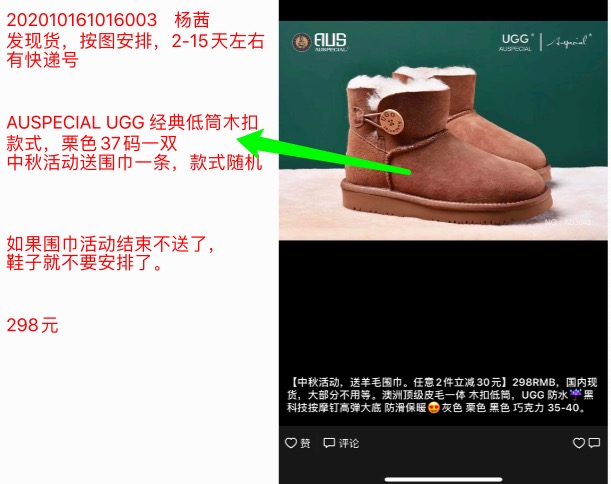 202010161016003 杨茜
发现货，按图安排，2-15天左右
有快递号
AUSPECIAL UGG 经典低筒木扣
款式，栗色37码一双
中秋活动送围巾一条，款式随机
如果围巾活动结束不送了，
鞋子就不要安排了。
298元
AUS
AUSPECIAL
UGG
AUSPECIAL
Auspecial
UGG
【中秋活动，送羊毛围巾。任意2件立减30元】298RMB，国内现
货，大部分不用等。澳洲顶级皮毛一体 木扣低筒，UGG 防水☔黑
科技按摩钉高弹大底 防滑保暖😍灰色 栗色 黑色 巧克力 35-40。
赞 评论